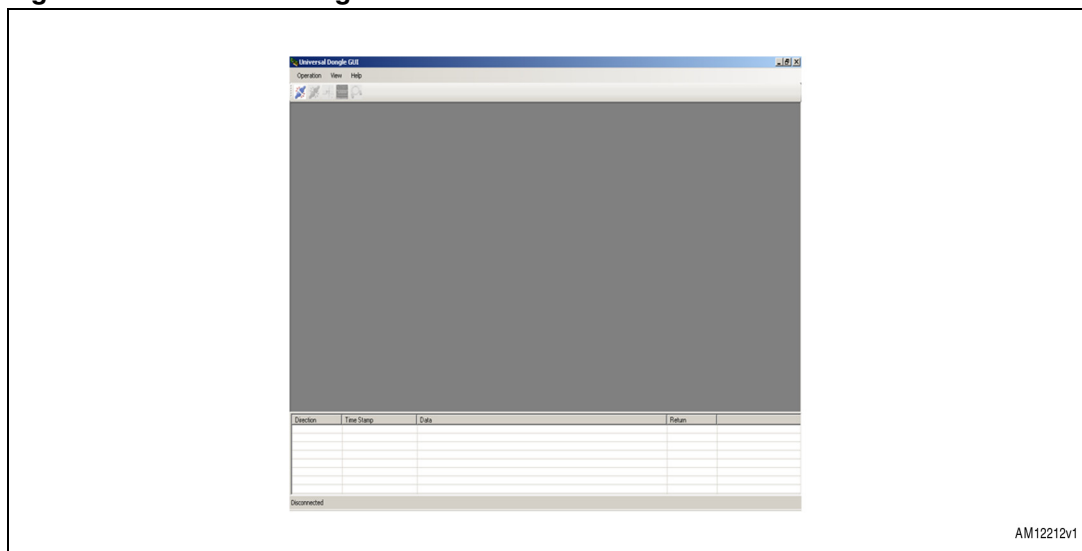 Universal Dongle GUI
Operation View Help
Direction Time Stamp Data Return
Disconnected
AM12212v1